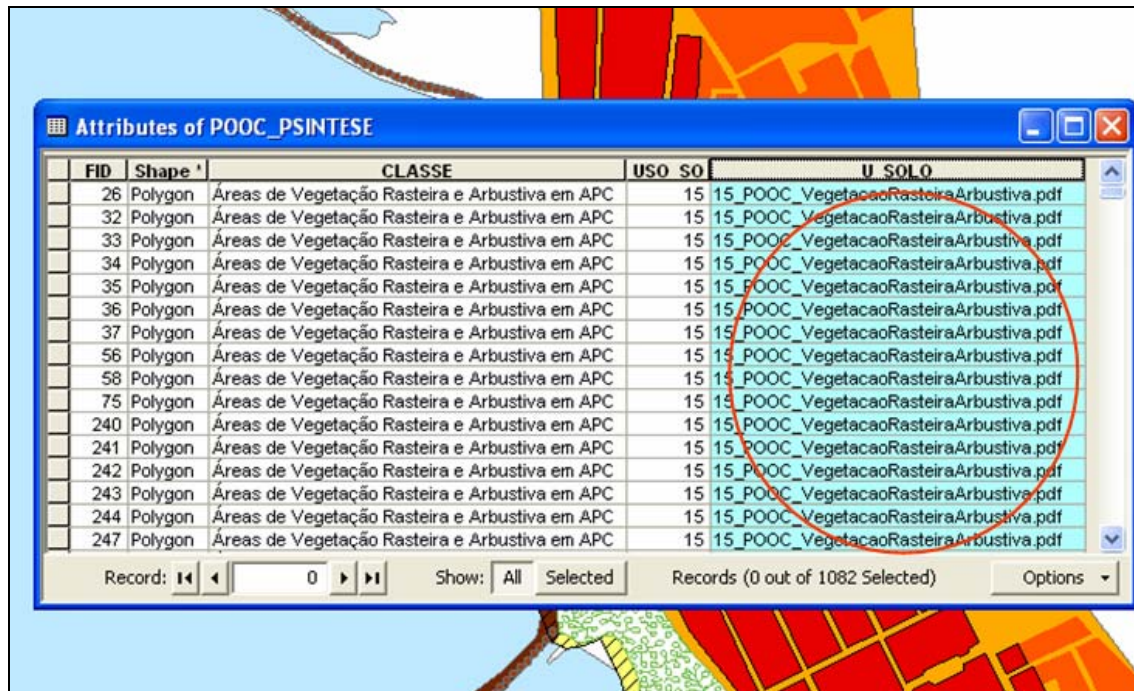 Attributes of POOC_PSINTESE
FID Shape * CLASSE USO_SO U_SOLO
26 Polygon Áreas de Vegetação Rasteira e Arbustiva em APC 15 15_POOC_VegetacaoRasteiraArbustiva.pdf
32 Polygon Áreas de Vegetação Rasteira e Arbustiva em APC 15 15_POOC_VegetacaoRasteiraArbustiva.pdf
33 Polygon Áreas de Vegetação Rasteira e Arbustiva em APC 15 15_POOC_VegetacaoRasteiraArbustiva.pdf
34 Polygon Áreas de Vegetação Rasteira e Arbustiva em APC 15 15_POOC_VegetacaoRasteiraArbustiva.pdf
35 Polygon Áreas de Vegetação Rasteira e Arbustiva em APC 15 15_POOC_VegetacaoRasteiraArbustiva.pdf
36 Polygon Áreas de Vegetação Rasteira e Arbustiva em APC 15 15_POOC_VegetacaoRasteiraArbustiva.pdf
37 Polygon Áreas de Vegetação Rasteira e Arbustiva em APC 15 15_POOC_VegetacaoRasteiraArbustiva.pdf
56 Polygon Áreas de Vegetação Rasteira e Arbustiva em APC 15 15_POOC_VegetacaoRasteiraArbustiva.pdf
58 Polygon Áreas de Vegetação Rasteira e Arbustiva em APC 15 15_POOC_VegetacaoRasteiraArbustiva.pdf
75 Polygon Áreas de Vegetação Rasteira e Arbustiva em APC 15 15_POOC_VegetacaoRasteiraArbustiva.pdf
240 Polygon Áreas de Vegetação Rasteira e Arbustiva em APC 15 15_POOC_VegetacaoRasteiraArbustiva.pdf
241 Polygon Áreas de Vegetação Rasteira e Arbustiva em APC 15 15_POOC_VegetacaoRasteiraArbustiva.pdf
242 Polygon Áreas de Vegetação Rasteira e Arbustiva em APC 15 15_POOC_VegetacaoRasteiraArbustiva.pdf
243 Polygon Áreas de Vegetação Rasteira e Arbustiva em APC 15 15_POOC_VegetacaoRasteiraArbustiva.pdf
244 Polygon Áreas de Vegetação Rasteira e Arbustiva em APC 15 15_POOC_VegetacaoRasteiraArbustiva.pdf
247 Polygon Áreas de Vegetação Rasteira e Arbustiva em APC 15 15_POOC_VegetacaoRasteiraArbustiva.pdf
Record: 0 Show: All Selected Records (0 out of 1082 Selected) Options